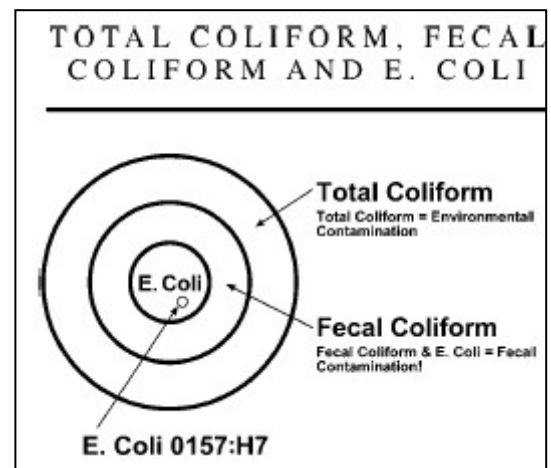 TOTAL COLIFORM, FECAL
COLIFORM AND E. COLI
Total Coliform
Total Coliform = Environmentall
Contamination
E. Coli
Fecal Coliform
Fecal Coliform & E. Coli = Fecal
Contamination!
E. Coli 0157:H7